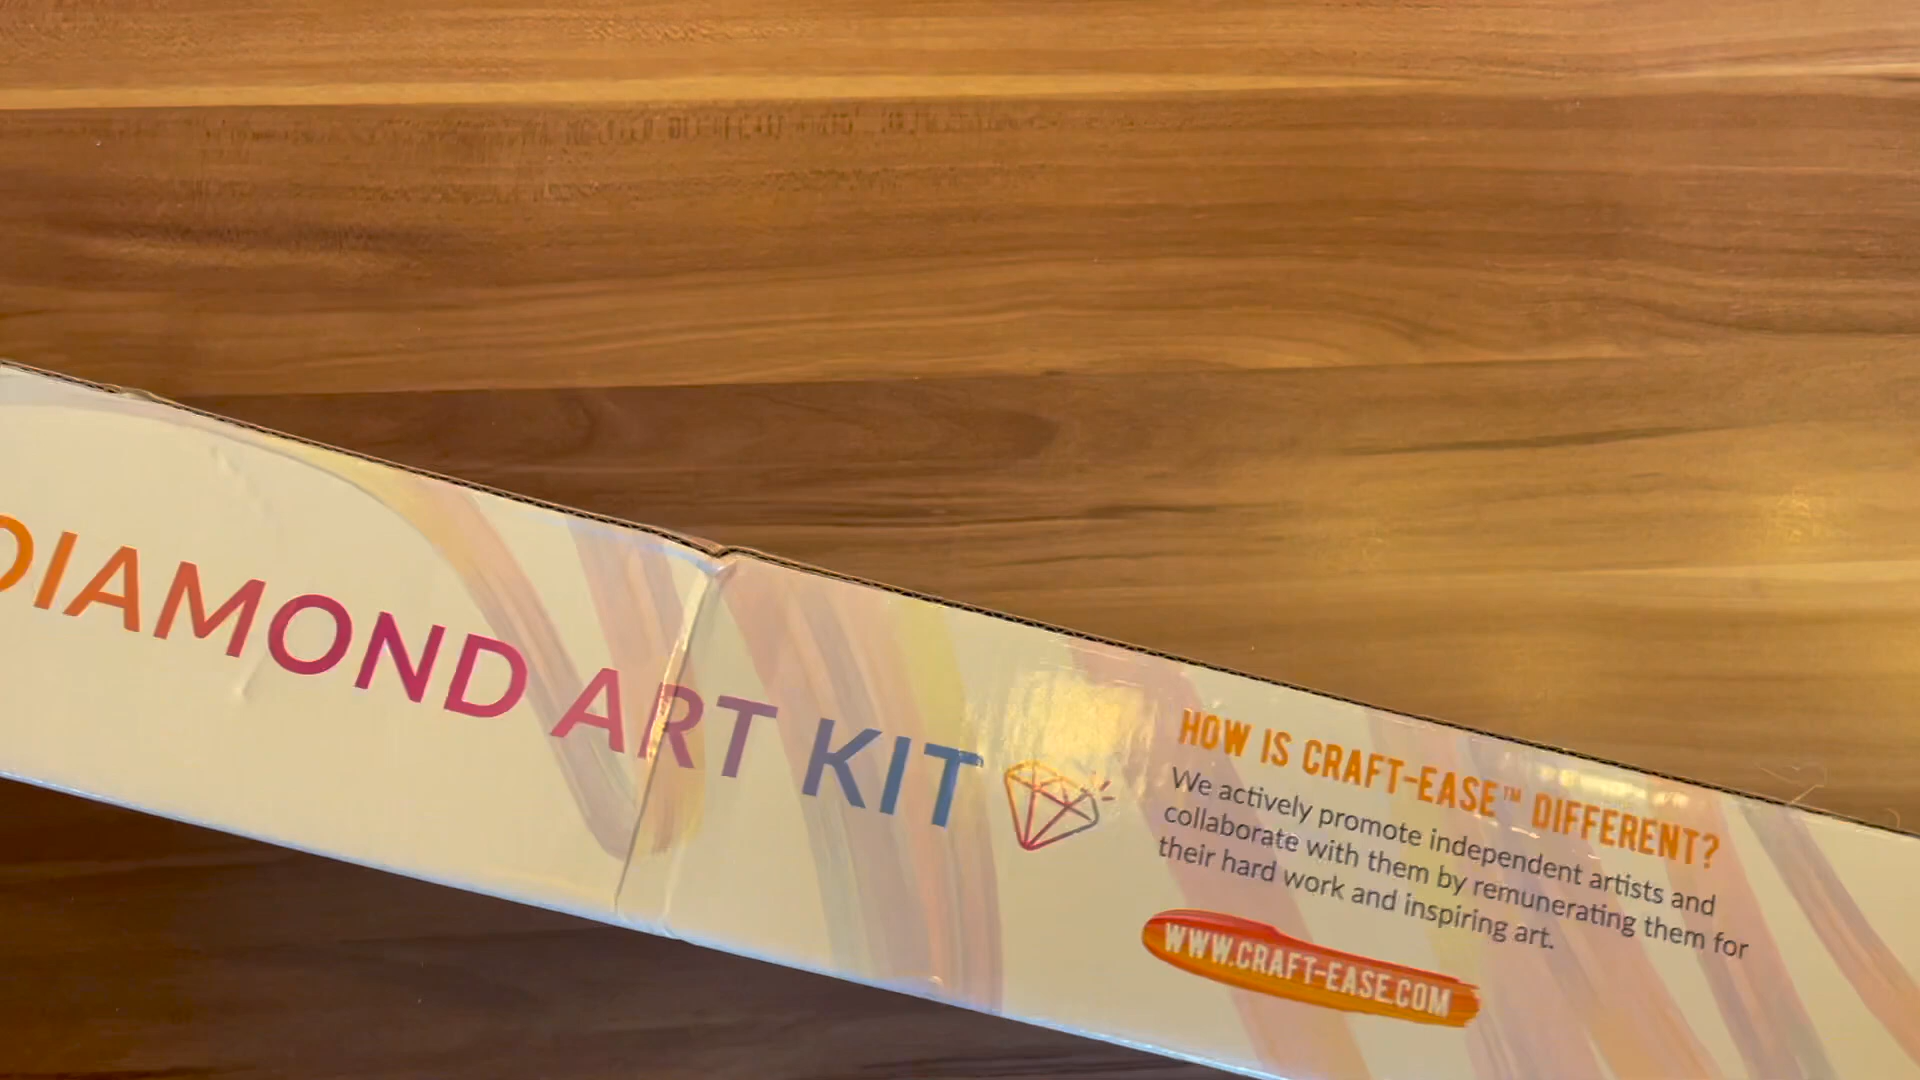 DIAMOND ART KIT
HOW IS CRAFT-EASE™ DIFFERENT?
We actively promote independent artists and
collaborate with them by remunerating them for
their hard work and inspiring art.
WWW.CRAFT-EASE.COM